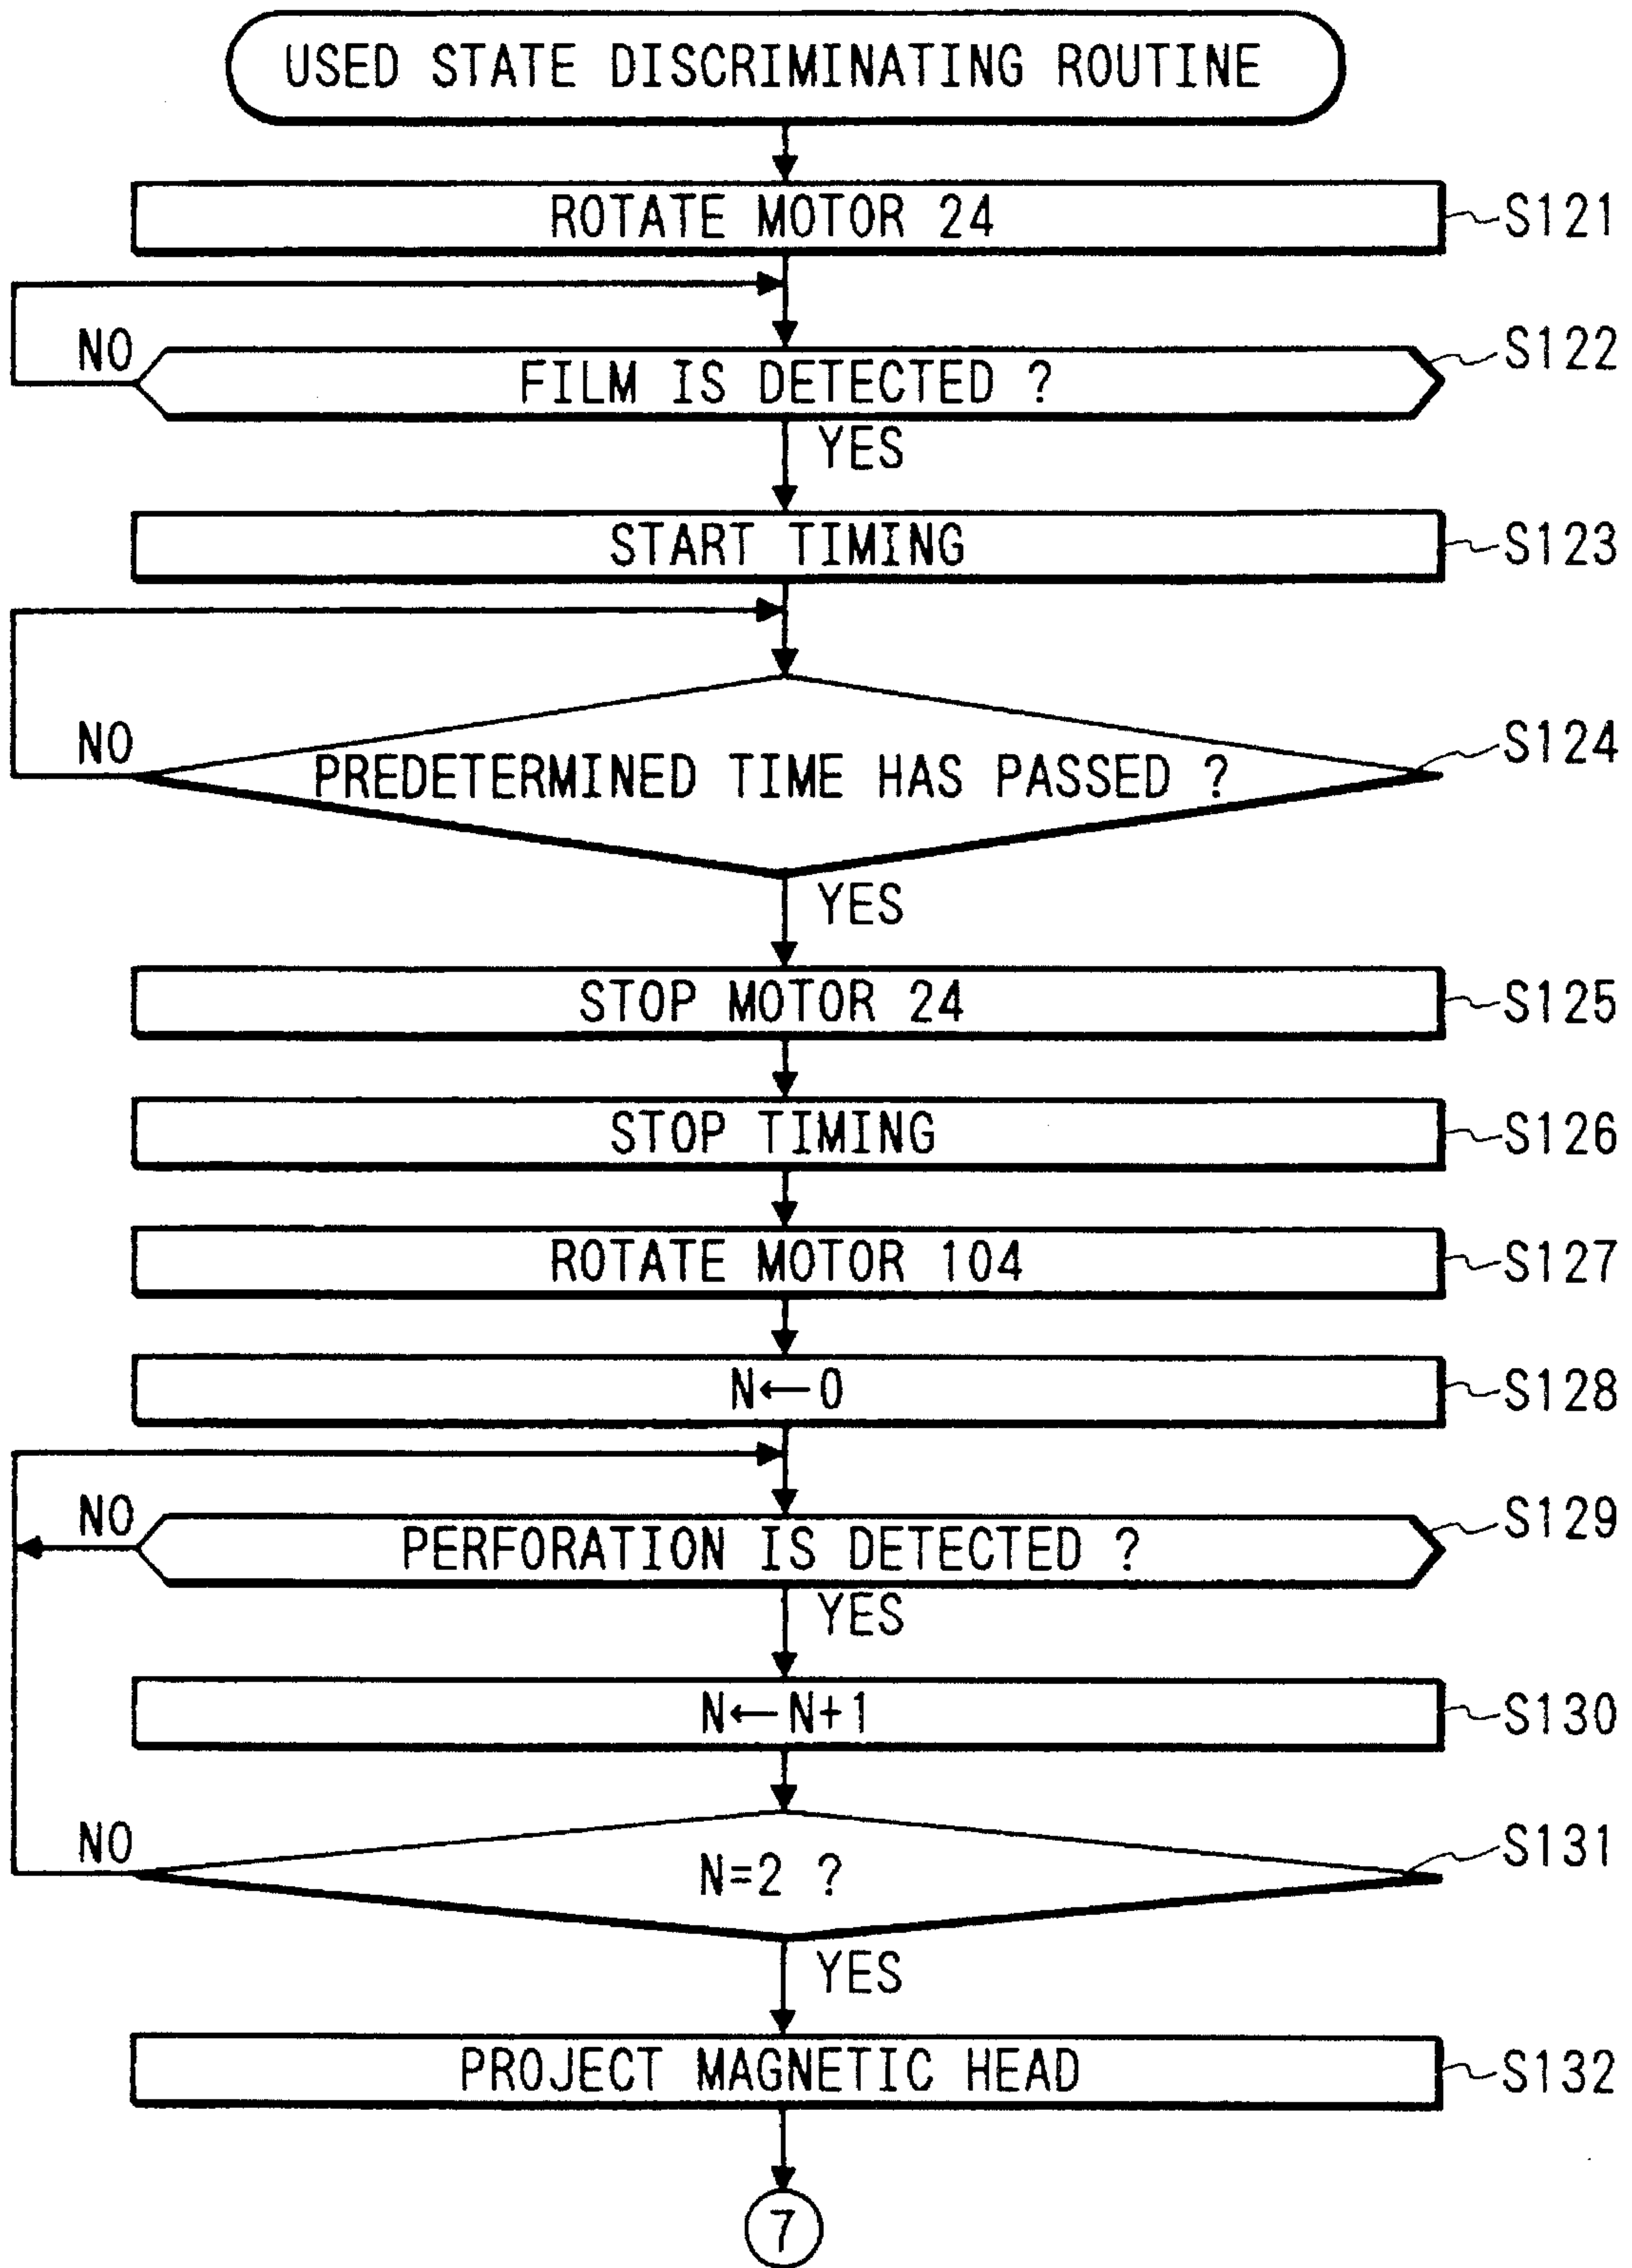 USED STATE DISCRIMINATING ROUTINE
ROTATE MOTOR 24
S121
NO
FILM IS DETECTED ?
S122
YES
START TIMING
S123
NO
PREDETERMINED TIME HAS PASSED ?
S124
YES
STOP MOTOR 24
S125
STOP TIMING
S126
ROTATE MOTOR 104
S127
N←0
S128
NO
PERFORATION IS DETECTED ?
S129
YES
N←N+1
S130
NO
N=2 ?
S131
YES
PROJECT MAGNETIC HEAD
S132
7